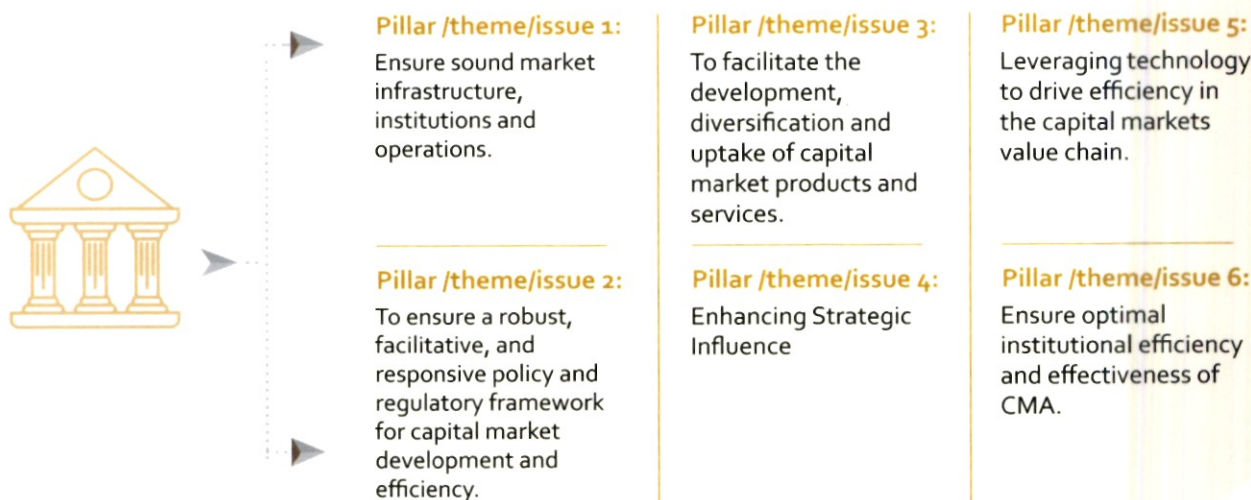 Pillar /theme/issue 1:
Ensure sound market
infrastructure,
institutions and
operations.
Pillar /theme/issue 2:
To ensure a robust,
facilitative, and
responsive policy and
regulatory framework
for capital market
development and
efficiency.
Pillar /theme/issue 3:
To facilitate the
development,
diversification and
uptake of capital
market products and
services.
Pillar /theme/issue 4:
Enhancing Strategic
Influence
Pillar /theme/issue 5:
Leveraging technology
to drive efficiency in
the capital markets
value chain.
Pillar /theme/issue 6:
Ensure optimal
institutional efficiency
and effectiveness of
CMA.